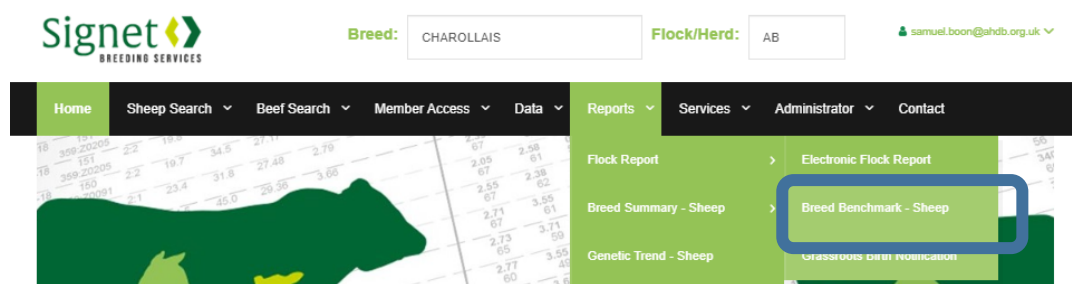 Signet
BREEDING SERVICES
Breed: CHAROLLAIS Flock/Herd: AB samuel.boon@ahdb.org.uk
Home Sheep Search Beef Search Member Access Data Reports Services Administrator Contact
Flock Report Electronic Flock Report
Breed Summary - Sheep Breed Benchmark - Sheep
Genetic Trend - Sheep Grassroots Birth Notification